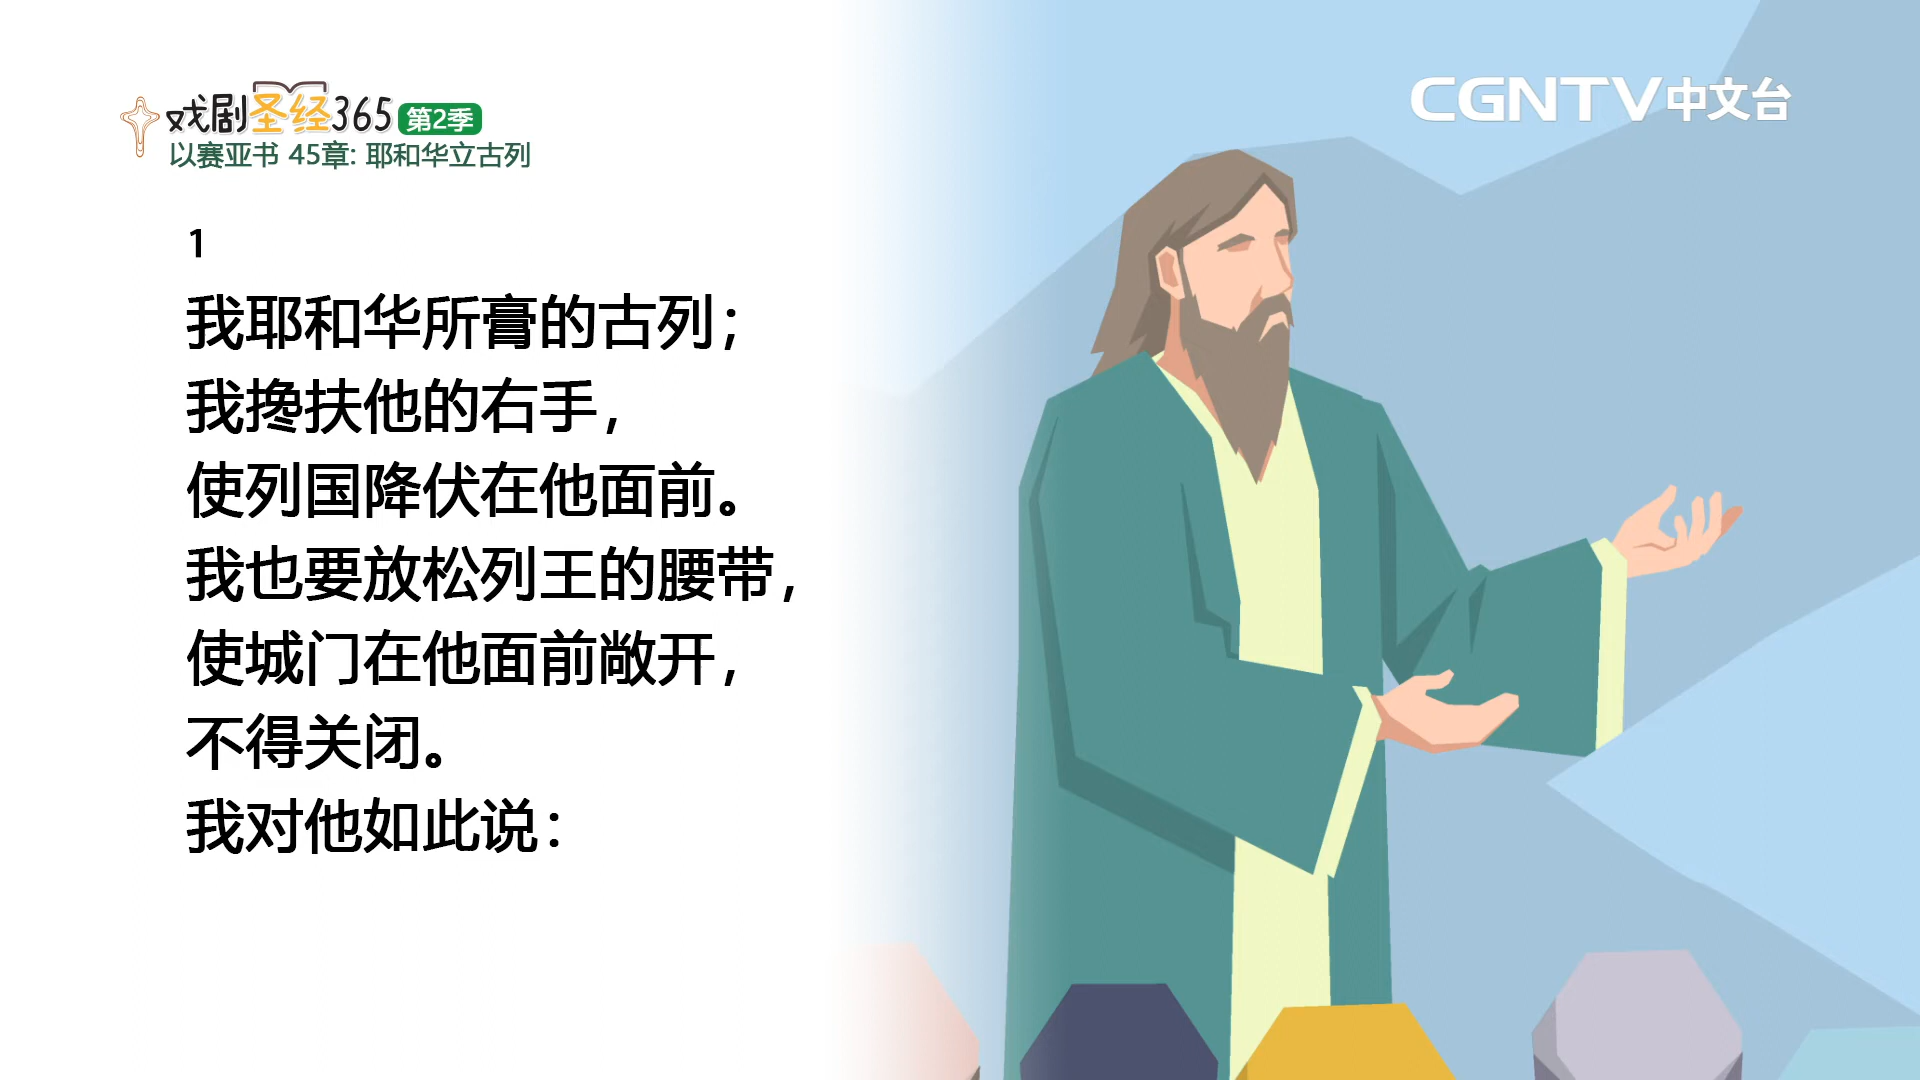 戏剧圣经365 第2季
以赛亚书 45章: 耶和华立古列
CGNTV中文台
1
我耶和华所膏的古列；
我搀扶他的右手，
使列国降伏在他面前。
我也要放松列王的腰带，
使城门在他面前敞开，
不得关闭。
我对他如此说：